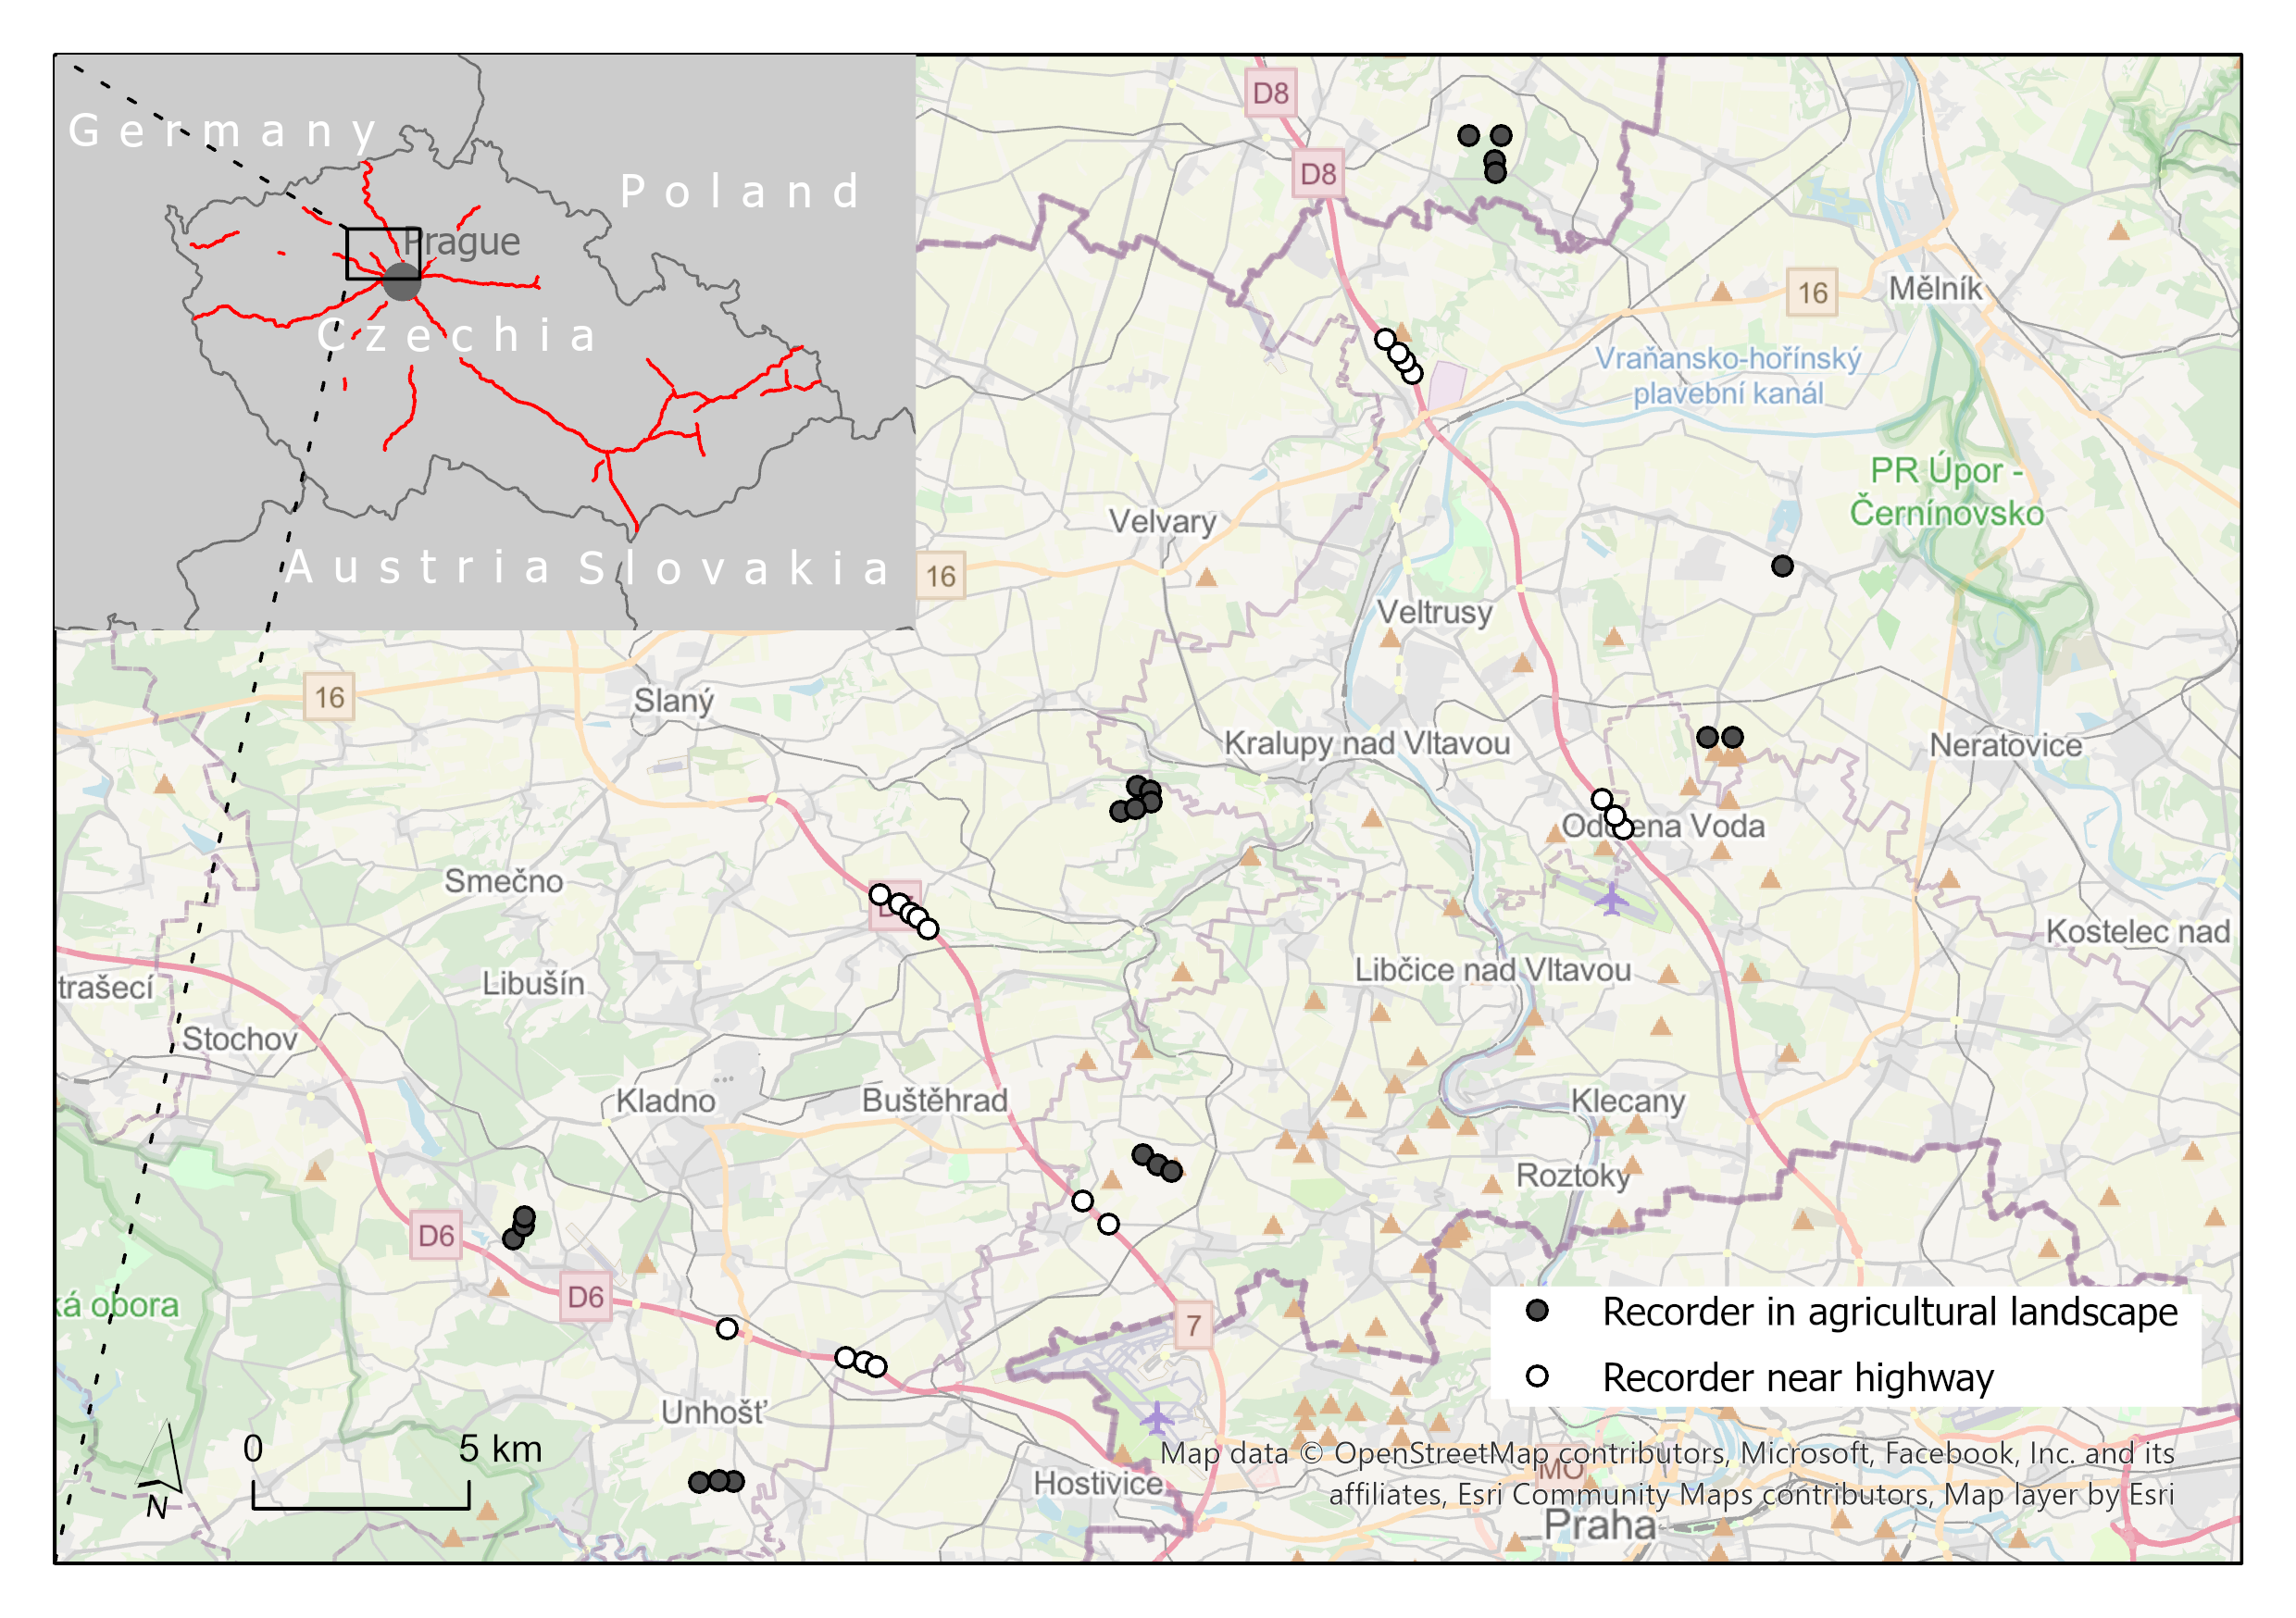 Germany
Poland
Prague
Czechia
Austria
Slovakia
D8
D8
16
Mělník
Vraňansko-hořínský
plavební kanál
PR Úpor -
Černínovsko
Velvary
16
Veltrusy
16
Slaný
Kralupy nad Vltavou
Neratovice
Voda
Smečno
Kostelec nad
Libušín
Libčice nad Vltavou
trašecí
Stochov
Kladno
Buštěhrad
Klecany
Roztoky
D6
D6
ká obora
7
Recorder in agricultural landscape
Recorder near highway
Unhošť
0 5 km
N
Hostivice
MO
Map data © OpenStreetMap contributors, Microsoft, Facebook, Inc. and its
affiliates, Esri Community Maps contributors, Map layer by Esri
Praha